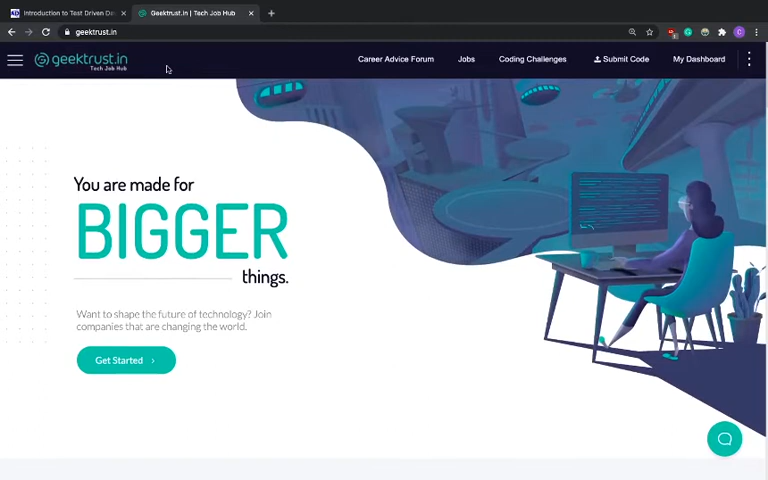 Introduction to Test Driven Dev
Geektrust.in | Tech Job Hub
geektrust.in
geektrust.in
Tech Job Hub
Career Advice Forum
Jobs
Coding Challenges
Submit Code
My Dashboard
You are made for
BIGGER
things.
Want to shape the future of technology? Join
companies that are changing the world.
Get Started